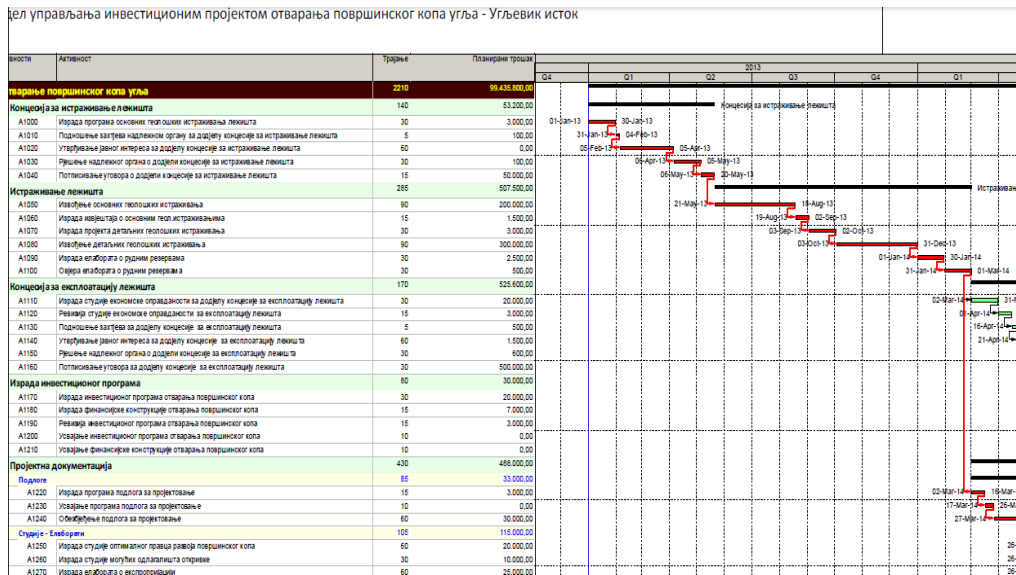 дел управљања инвестиционим пројектом отварања површинског копа угља - Угљевик исток
вности Активност Трајање Планирани трошак
2013
Q4 Q1 Q2 Q3 Q4 Q1
тварање површинског копа угља 2210 99.435.800,00
Концесија за истраживање лежишта 140 53.200,00 Концесија за истраживање лежишта
A1000 Израда програма основних геолошких истраживања 30 3.000,00 01-Jan-13 30-Jan-13
A1010 Подношење захтјева надлежном органу за додјелу концесије за истраживање лежишта 5 100,00 31-Jan-13 04-Feb-13
A1020 Утврђивање јавног интереса за додјелу концесије за истраживање лежишта 60 0,00 05-Feb-13 05-Apr-13
A1030 Рјешење надлежног органа о додјели концесије за истраживање лежишта 30 100,00 06-Apr-13 05-May-13
A1040 Потписивање уговора о додјели концесије за истраживање лежишта 15 50.000,00 06-May-13 20-May-13
Истраживање лежишта 285 507.500,00 Истраживањ
A1050 Извођење основних геолошких истраживања 90 200.000,00 21-May-13 18-Aug-13
A1060 Израда извјештаја о основним геол.истраживањима 15 1.500,00 19-Aug-13 02-Sep-13
A1070 Израда пројекта детаљних геолошких истраживања 30 3.000,00 03-Sep-13 02-Oct-13
A1080 Извођење детаљних геолошких истраживања 90 300.000,00 03-Oct-13 31-Dec-13
A1090 Израда елабората о рудним резервама 30 2.500,00 01-Jan-14 30-Jan-14
A1100 Овјера елабората о рудним резервама 30 500,00 31-Jan-14 01-Mar-14
Концесија за експлоатацију лежишта 170 525.600,00
A1110 Израда студије економске оправданости за додјелу концесије за експлоатацију лежишта 30 20.000,00 02-Mar-14
A1120 Ревизија студије економске оправданости за експлоатацију лежишта 15 3.000,00 01-Apr-14
A1130 Подношење захтјева за додјелу концесије за експлоатацију лежишта 5 500,00 16-Apr-14
A1140 Утврђивање јавног интереса за додјелу концесије за експлоатацију лежишта 60 1.500,00 21-Apr-14
A1150 Рјешење надлежног органа о додјели концесије за експлоатацију лежишта 30 600,00
A1160 Потписивање уговора за додјелу концесије за експлоатацију лежишта 30 500.000,00
Израда инвестиционог програма 80 30.000,00
A1170 Израда инвестиционог програма отварања површинског копа 30 20.000,00
A1180 Израда финансијске конструкције отварања површинског копа 15 7.000,00
A1190 Ревизија инвестиционог програма отварања површинског копа 15 3.000,00
A1200 Усвајање инвестиционог програма отварања површинског копа 10 0,00
A1210 Усвајање финансијске конструкције отварања површинског копа 10 0,00
Пројектна документација 430 488.000,00
Подлоге 85 33.000,00
A1220 Израда програма подлога за пројектовање 15 3.000,00 02-Mar-14 16-Mar-
A1230 Усвајање програма подлога за пројектовање 10 0,00 17-Mar-14 26-M
A1240 Обезбјеђење подлога за пројектовање 60 30.000,00 27-Mar-14
Студије - Елаборати 105 115.000,00
A1250 Израда студије оптималног правца развоја површинског копа 60 20.000,00 26-
A1260 Израда студије могућих одлагалишта откривке 30 10.000,00 26-
A1270 Израда елабората о експропријацији 60 25.000,00 26-